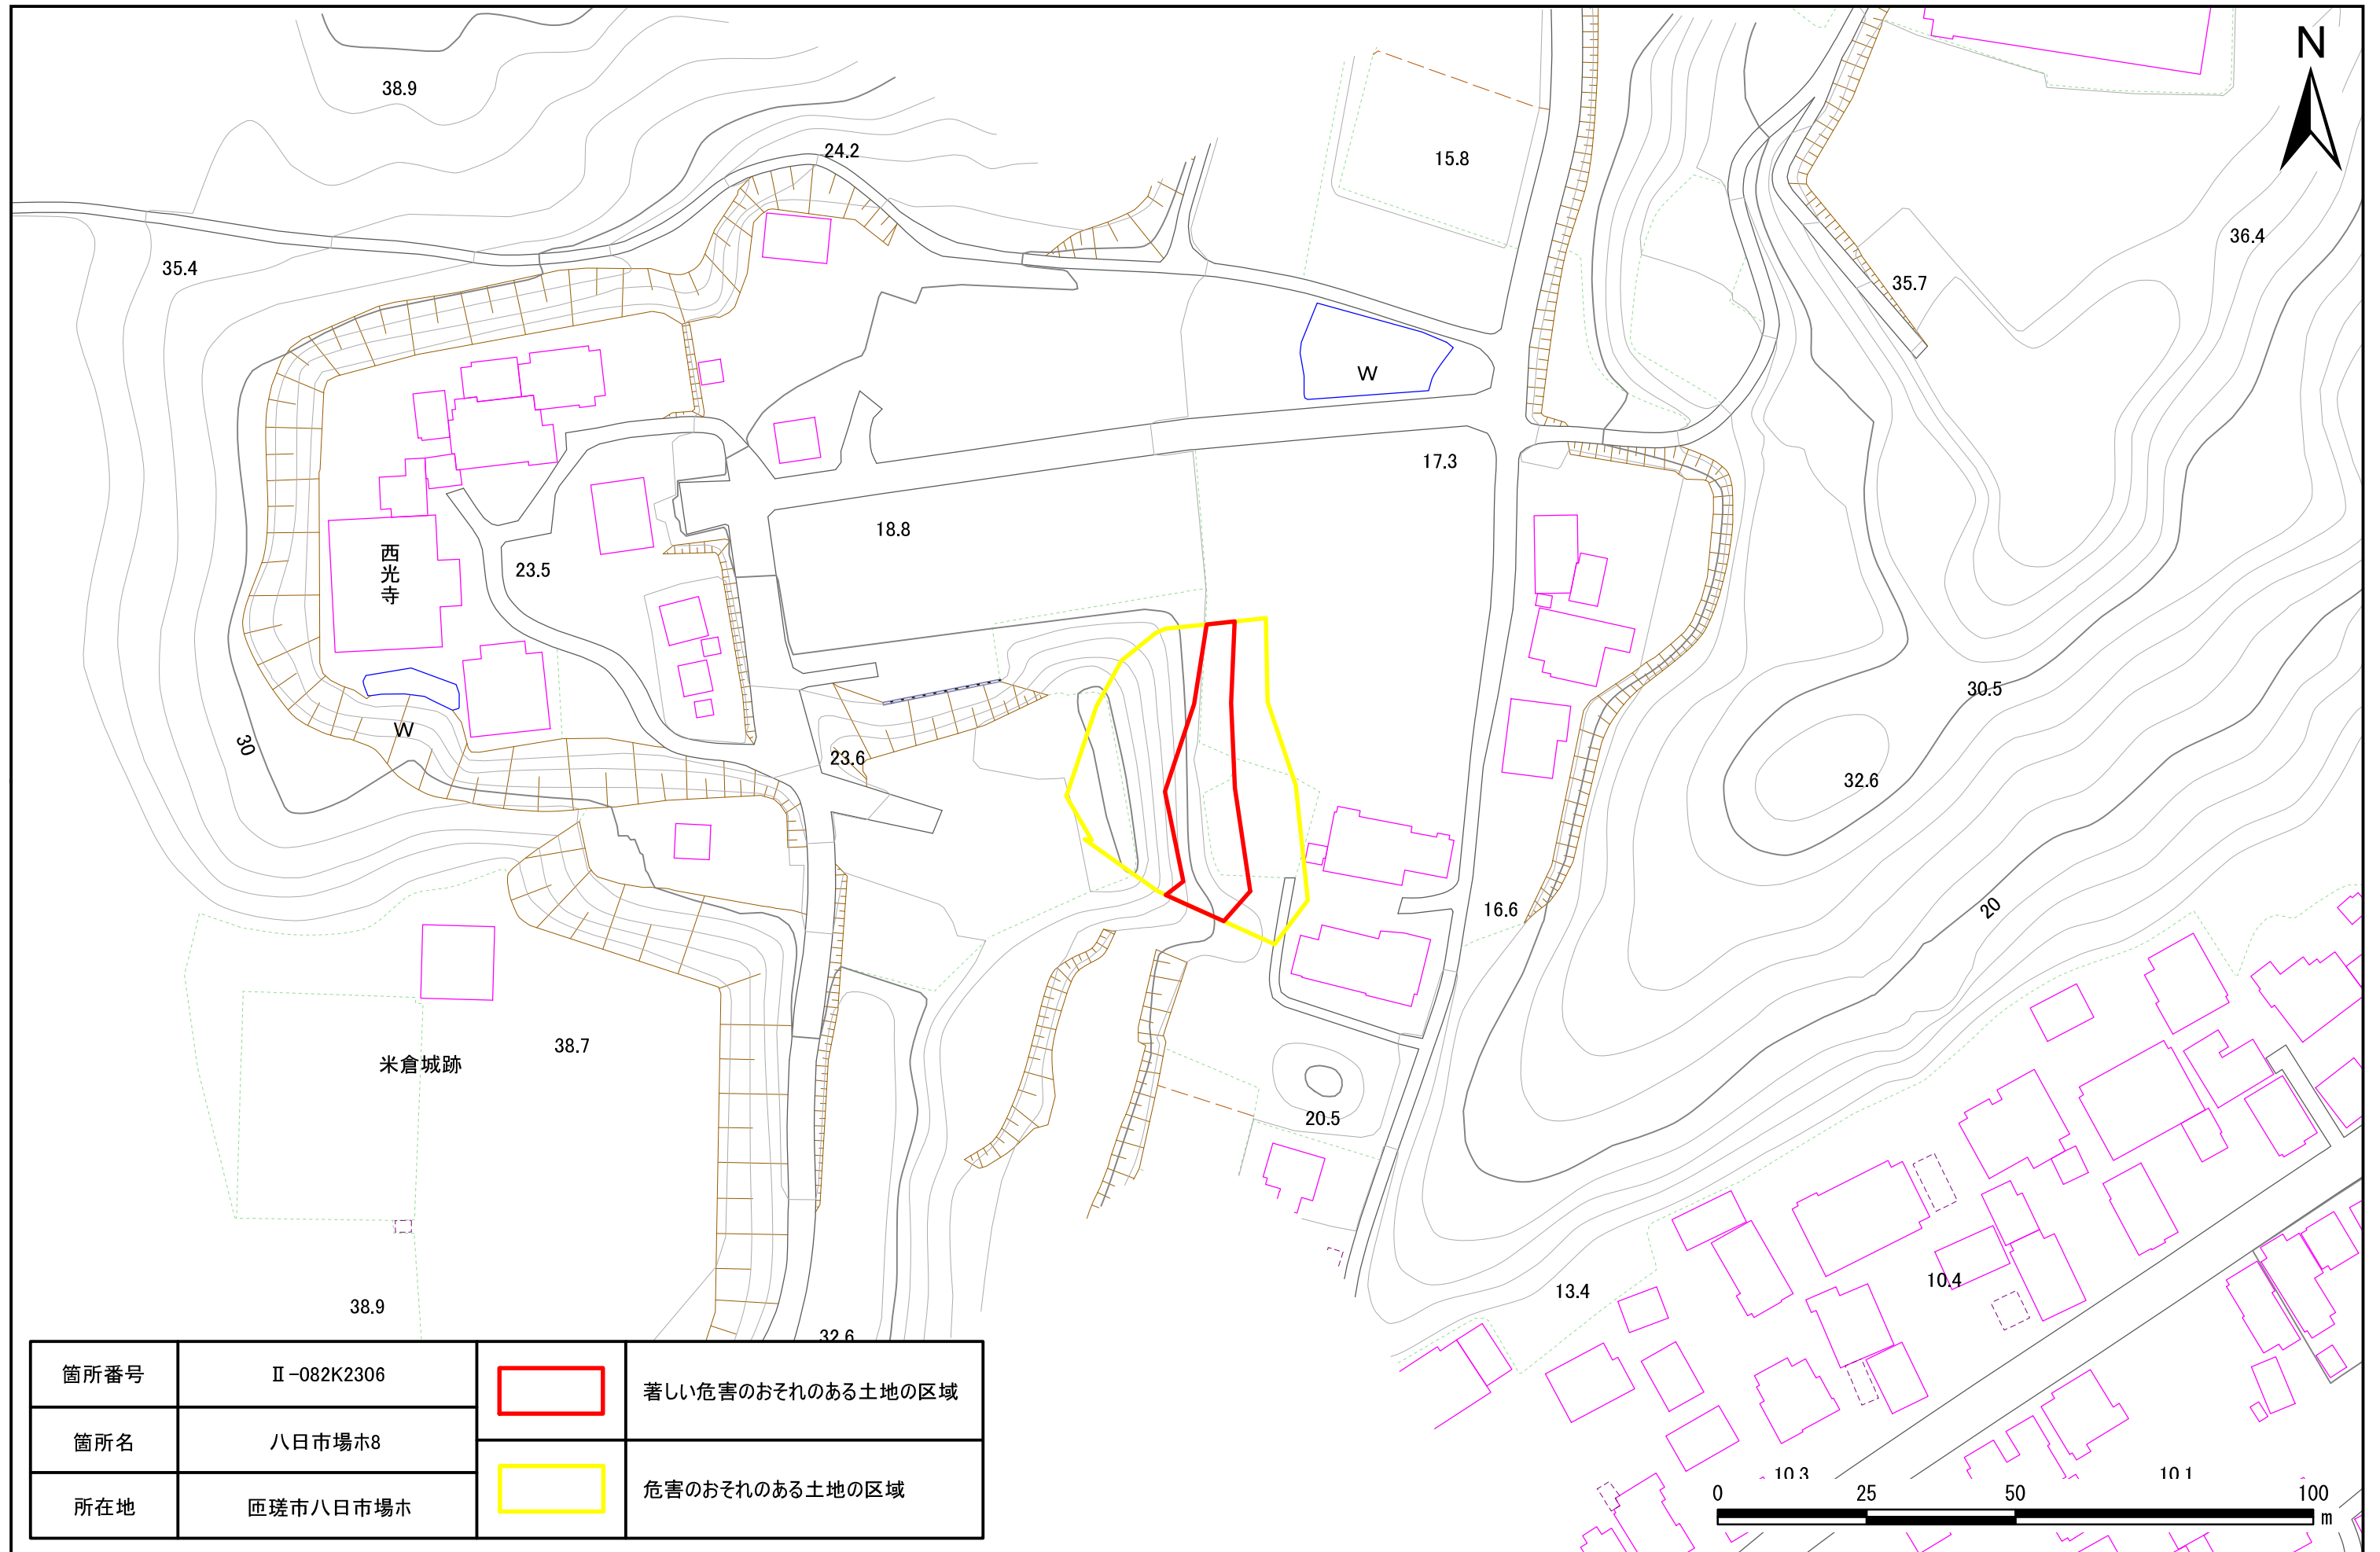 N
38.9
24.2
15.8
35.4
36.4
35.7
W
17.3
18.8
西光寺
23.5
30
W
23.6
30.5
32.6
16.6
20
38.7
米倉城跡
20.5
13.4
10.4
38.9
32.6
10.3
10.1
箇所番号 Ⅱ-082K2306
箇所名 八日市場ホ8
所在地 匝瑳市八日市場ホ
著しい危害のおそれのある土地の区域
危害のおそれのある土地の区域
0 25 50 100
m